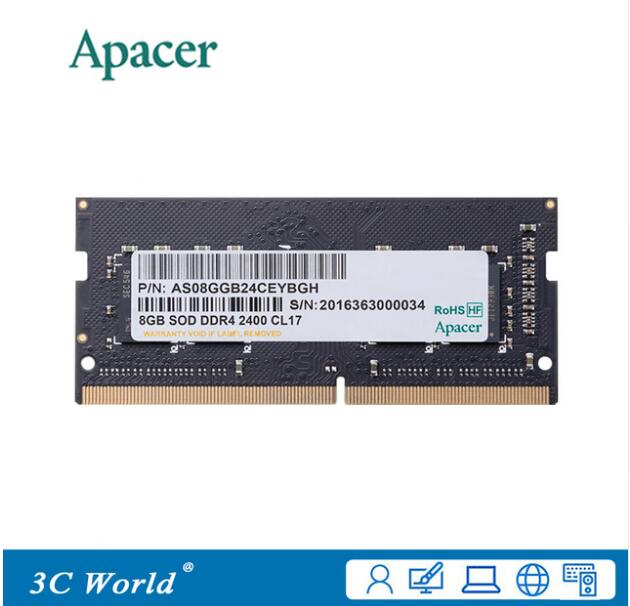 Apacer
P/N: AS08GGB24CEYBGH
S/N:2016363000034
8GB SOD DDR4 2400 CL17
WARRANTY VOID IF LABEL REMOVED
RoHS HF
Apacer
3C World @